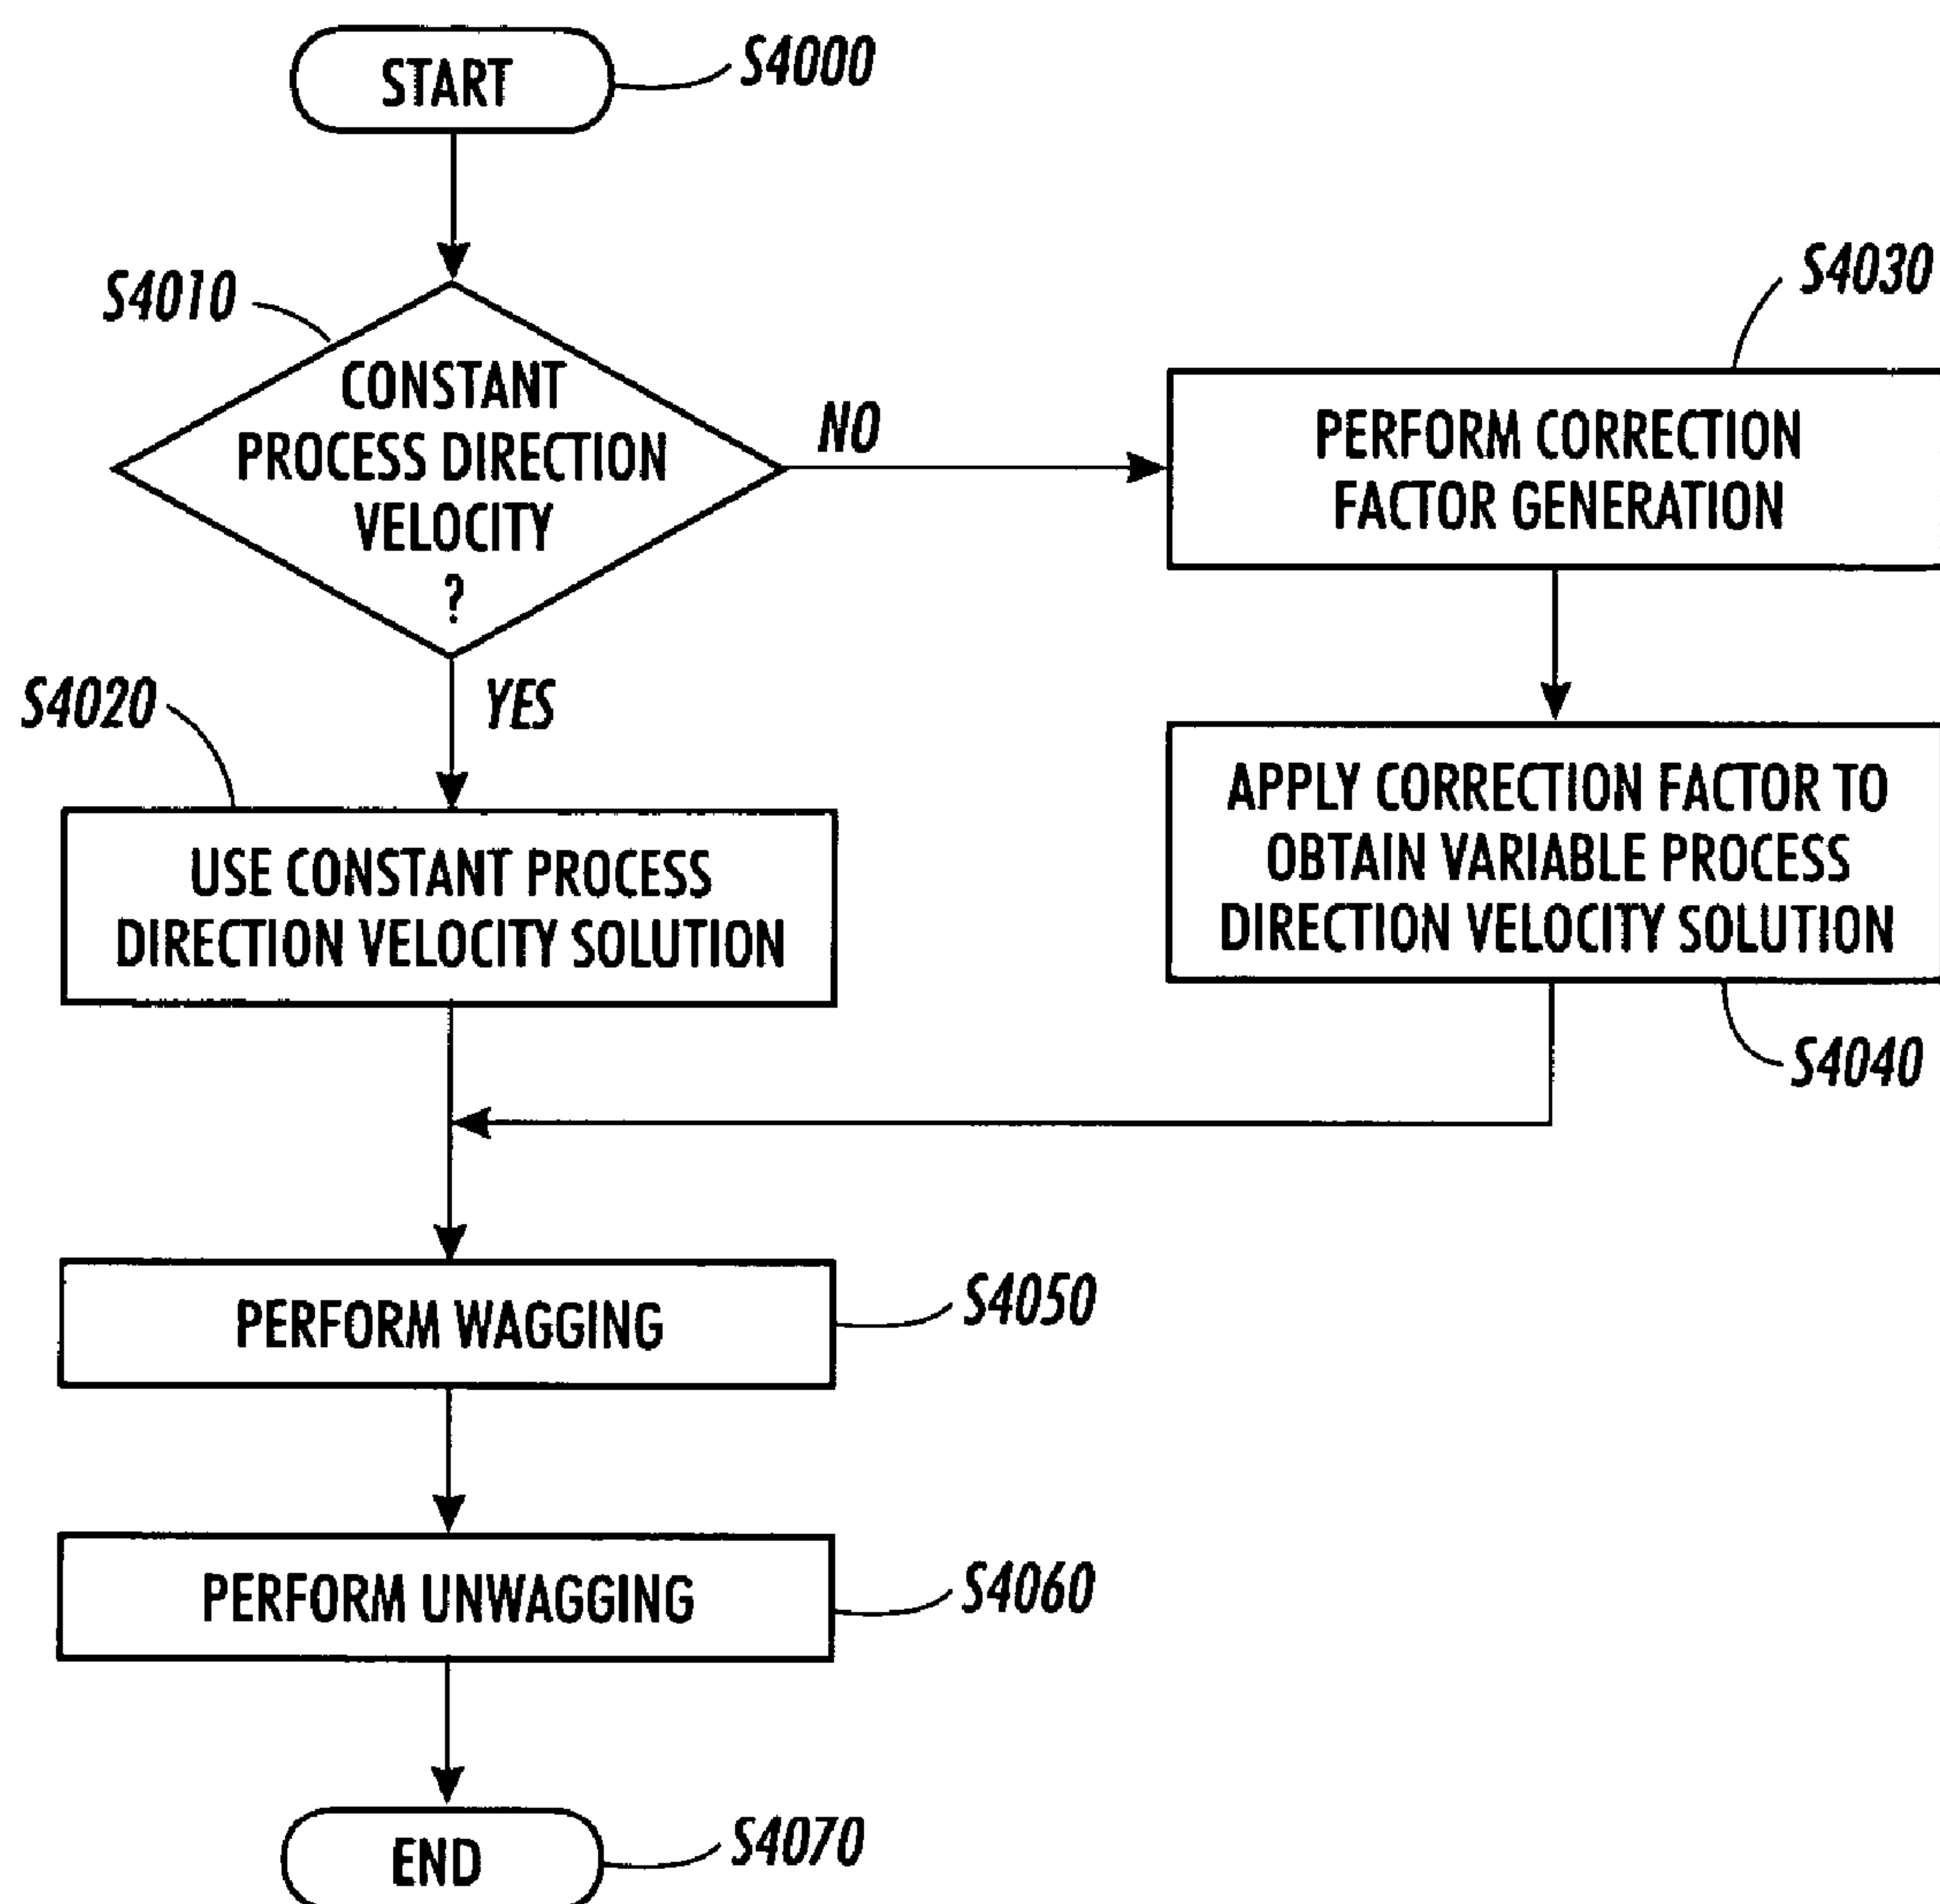 START
S4000
S4010
CONSTANT
PROCESS DIRECTION
VELOCITY
?
NO
S4030
PERFORM CORRECTION
FACTOR GENERATION
YES
S4020
USE CONSTANT PROCESS
DIRECTION VELOCITY SOLUTION
APPLY CORRECTION FACTOR TO
OBTAIN VARIABLE PROCESS
DIRECTION VELOCITY SOLUTION
S4040
PERFORM WAGGING
S4050
PERFORM UNWAGGING
S4060
END
S4070